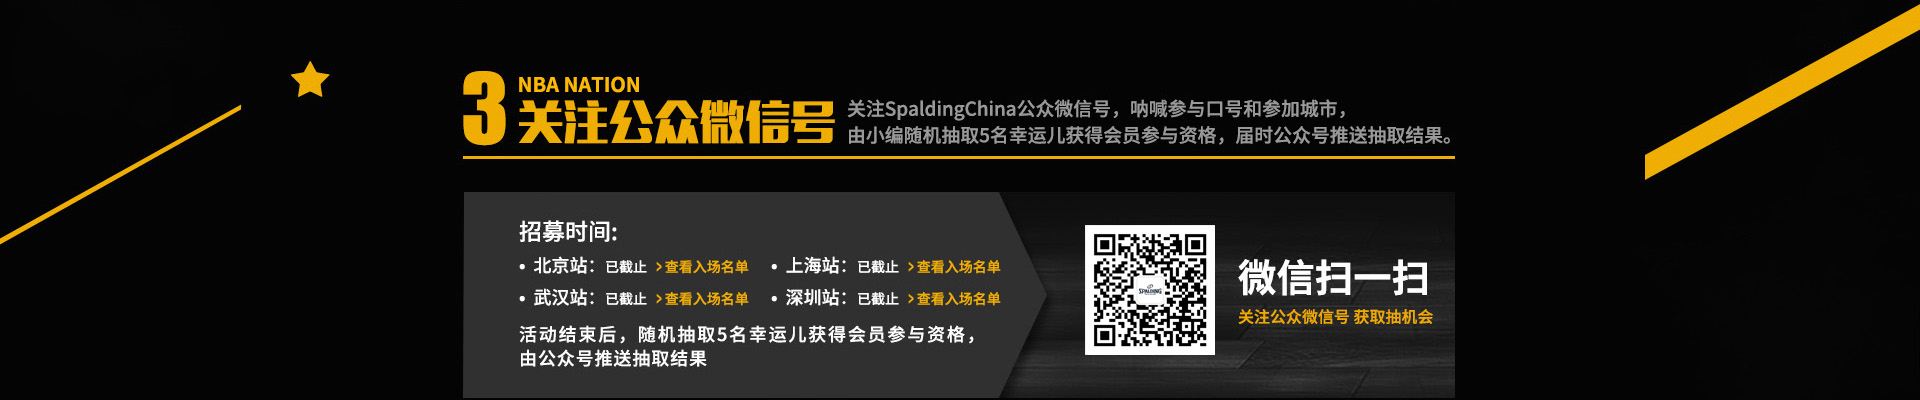 3
NBA NATION
关注公众微信号
关注SpaldingChina公众微信号，呐喊参与口号和参加城市，
由小编随机抽取5名幸运儿获得会员参与资格，届时公众号推送抽取结果。
招募时间:
• 北京站：已截止 >查看入场名单
• 上海站：已截止 >查看入场名单
• 武汉站：已截止 >查看入场名单
• 深圳站：已截止 >查看入场名单
活动结束后，随机抽取5名幸运儿获得会员参与资格，
由公众号推送抽取结果
SPALDING
微信扫一扫
关注公众微信号 获取抽机会